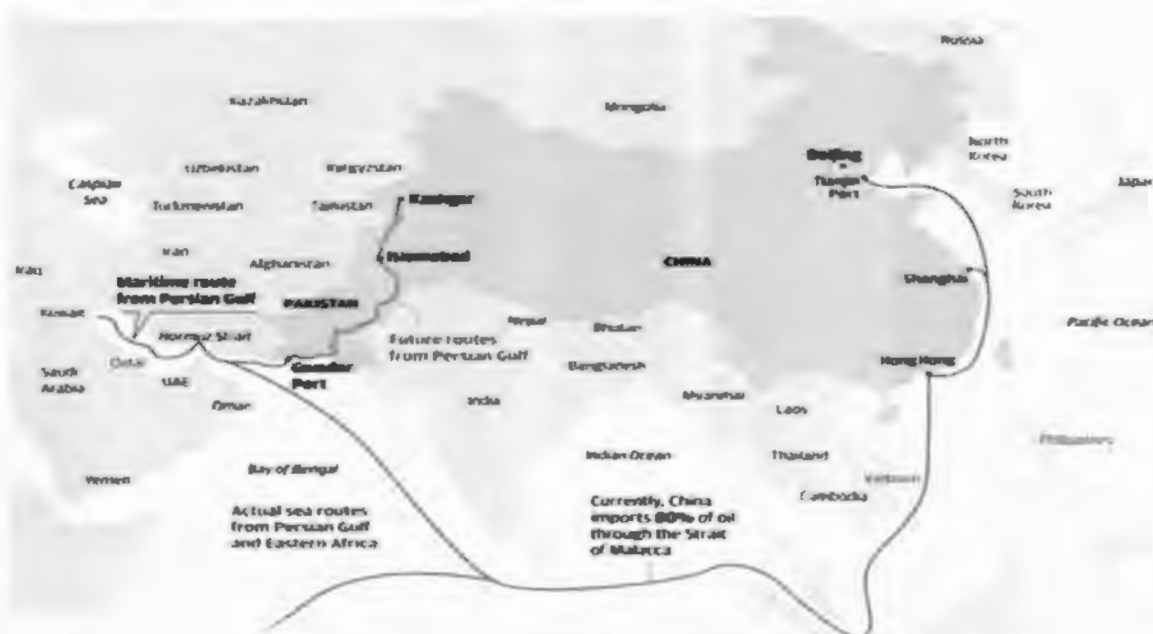 Russia
Kazakhstan
Mongolia
Uzbekistan
Kyrgyzstan
Beijing
North
Korea
Caspian
Sea
Turkmenistan
Tajikistan
Kashgar
Tianjin
Port
South
Korea
Japan
Iran
Afghanistan
Islamabad
CHINA
Iraq
Maritime route
from Persian Gulf
PAKISTAN
Shanghai
Kuwait
Hormuz Strait
Future routes
from Persian Gulf
Nepal
Bhutan
Pacific Ocean
Qatar
Gwadar
Port
Bangladesh
Hong Kong
Saudi
Arabia
UAE
Oman
India
Myanmar
Laos
Philippines
Yemen
Bay of Bengal
Indian Ocean
Thailand
Vietnam
Cambodia
Actual sea routes
from Persian Gulf
and Eastern Africa
Currently, China
imports 80% of oil
through the Strait
of Malacca